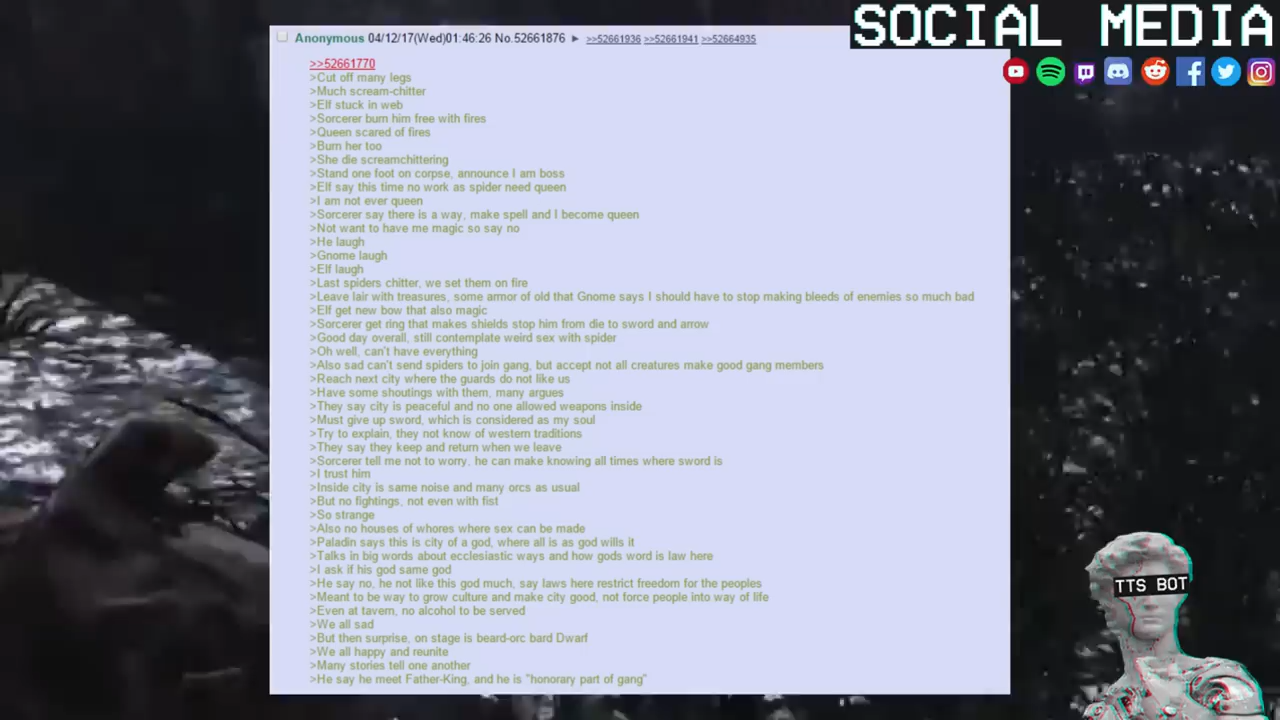 SOCIAL MEDIA
Anonymous 04/12/17(Wed)01:46:26 No.52661876 ▶ >>52661936 >>52661941 >>52664935
>>52661770
>Cut off many legs
>Much scream-chitter
>Elf stuck in web
>Sorcerer burn him free with fires
>Queen scared of fires
>Burn her too
>She die screamchittering
>Stand one foot on corpse, announce I am boss
>Elf say this time no work as spider need queen
>I am not ever queen
>Sorcerer say there is a way, make spell and I become queen
>Not want to have me magic so say no
>He laugh
>Gnome laugh
>Elf laugh
>Last spiders chitter, we set them on fire
>Leave lair with treasures, some armor of old that Gnome says I should have to stop making bleeds of enemies so much bad
>Elf get new bow that also magic
>Sorcerer get ring that makes shields stop him from die to sword and arrow
>Good day overall, still contemplate weird sex with spider
>Oh well, can't have everything
>Also sad can't send spiders to join gang, but accept not all creatures make good gang members
>Reach next city where the guards do not like us
>Have some shoutings with them, many argues
>They say city is peaceful and no one allowed weapons inside
>Must give up sword, which is considered as my soul
>Try to explain, they not know of western traditions
>They say they keep and return when we leave
>Sorcerer tell me not to worry, he can make knowing all times where sword is
>I trust him
>Inside city is same noise and many orcs as usual
>But no fightings, not even with fist
>So strange
>Also no houses of whores where sex can be made
>Paladin says this is city of a god, where all is as god wills it
>Talks in big words about ecclesiastic ways and how gods word is law here
>I ask if his god same god
>He say no, he not like this god much, say laws here restrict freedom for the peoples
>Meant to be way to grow culture and make city good, not force people into way of life
>Even at tavern, no alcohol to be served
>We all sad
>But then surprise, on stage is beard-orc bard Dwarf
>We all happy and reunite
>Many stories tell one another
>He say he meet Father-King, and he is "honorary part of gang"
TTS BOT